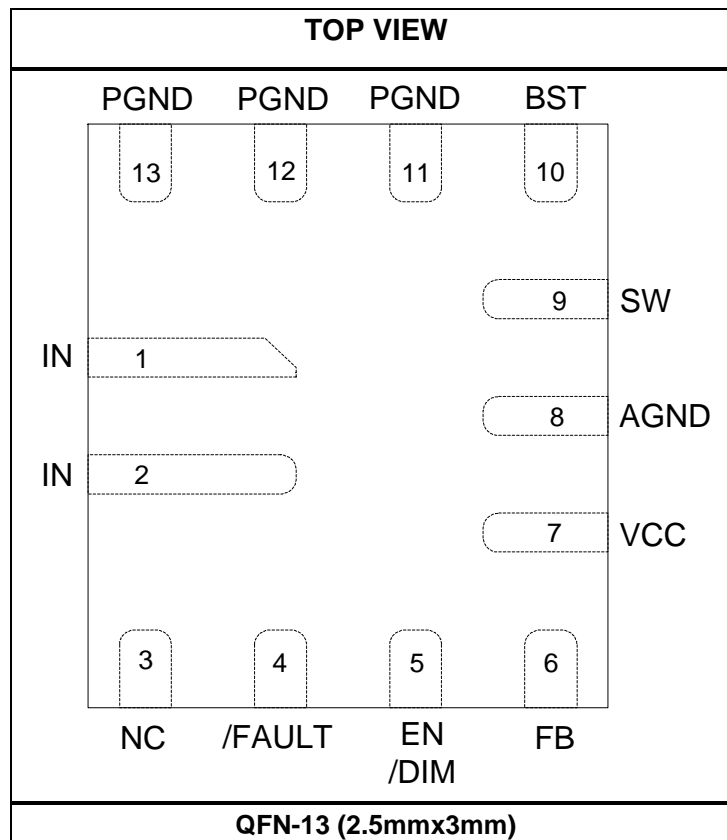 TOP VIEW
PGND PGND PGND BST
13 12 11 10
9 SW
IN 1
8 AGND
IN 2
7 VCC
3 4 5 6
NC /FAULT EN FB
/DIM
QFN-13 (2.5mmx3mm)